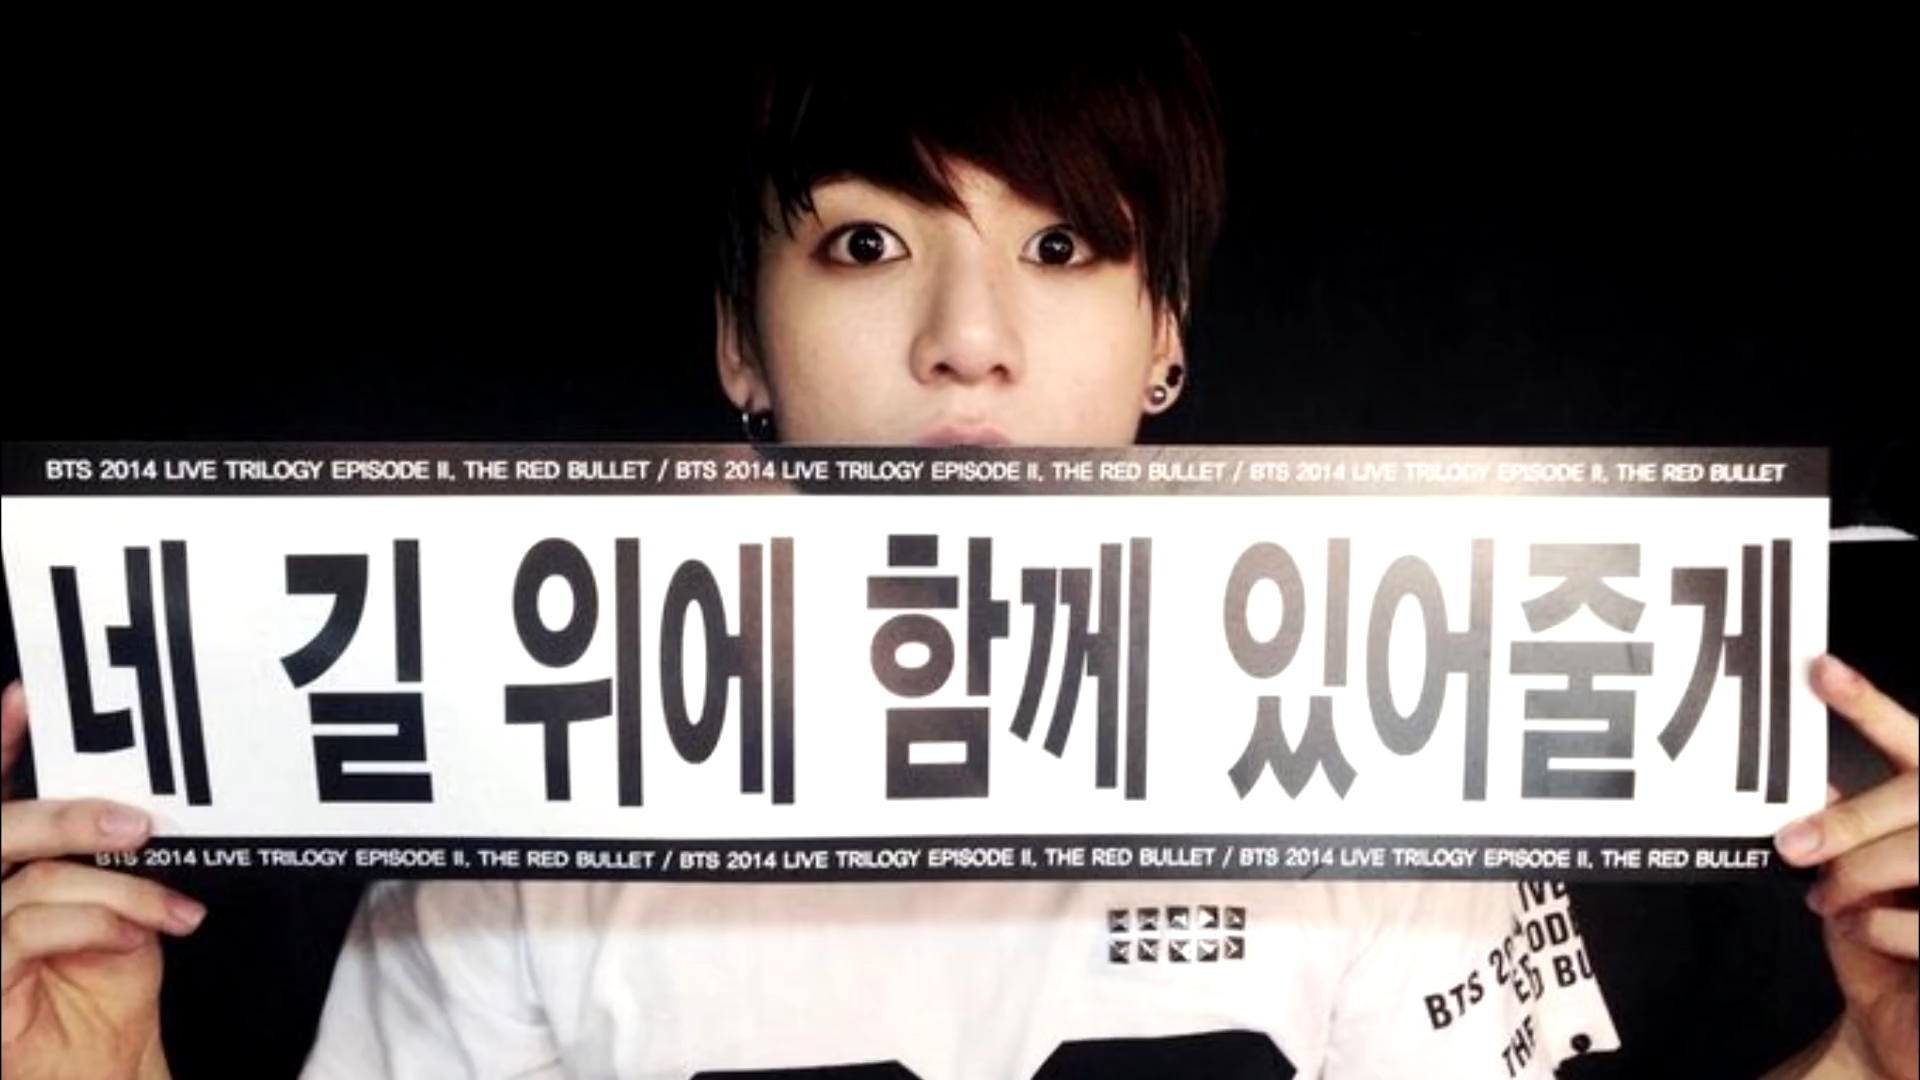 BTS 2014 LIVE TRILOGY EPISODE II, THE RED BULLET / BTS 2014 LIVE TRILOGY EPISODE II, THE RED BULLET / BTS 2014 LIVE TRILOGY EPISODE II, THE RED BULLET
네 길 위에 함께 있어줄게
BTS 2014 LIVE TRILOGY EPISODE II, THE RED BULLET / BTS 2014 LIVE TRILOGY EPISODE II, THE RED BULLET / BTS 2014 LIVE TRILOGY EPISODE II, THE RED BULLET
BTS
THE